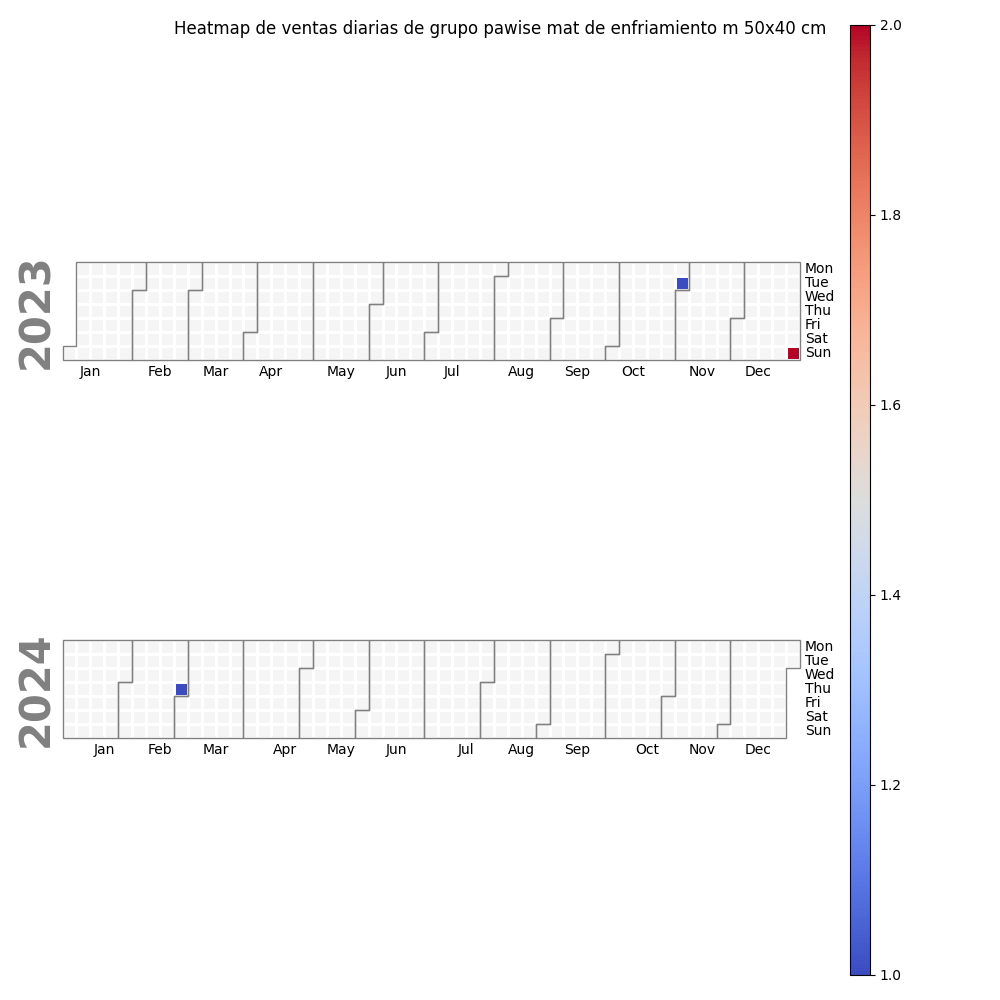 Heatmap de ventas diarias de grupo pawise mat de enfriamiento m 50x40 cm
2.0
1.8
1.6
1.4
1.2
1.0
2023
Mon
Tue
Wed
Thu
Fri
Sat
Sun
Jan Feb Mar Apr May Jun Jul Aug Sep Oct Nov Dec
2024
Mon
Tue
Wed
Thu
Fri
Sat
Sun
Jan Feb Mar Apr May Jun Jul Aug Sep Oct Nov Dec